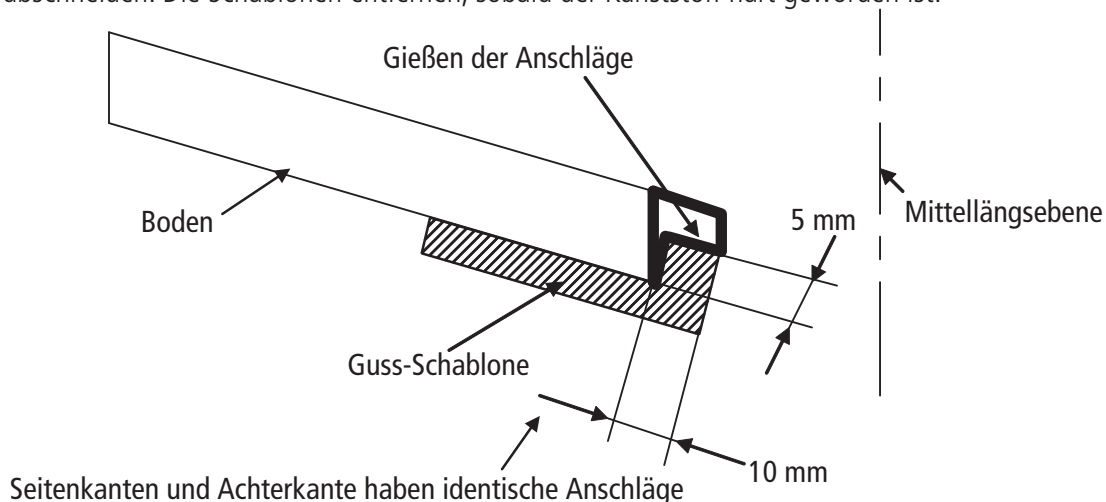 abschneiden. Die Schablonen entfernen, sobald der Kunststoff hart geworden ist.
Gießen der Anschläge
Boden
5 mm
Mittellängsebene
Guss-Schablone
10 mm
Seitenkanten und Achterkante haben identische Anschläge